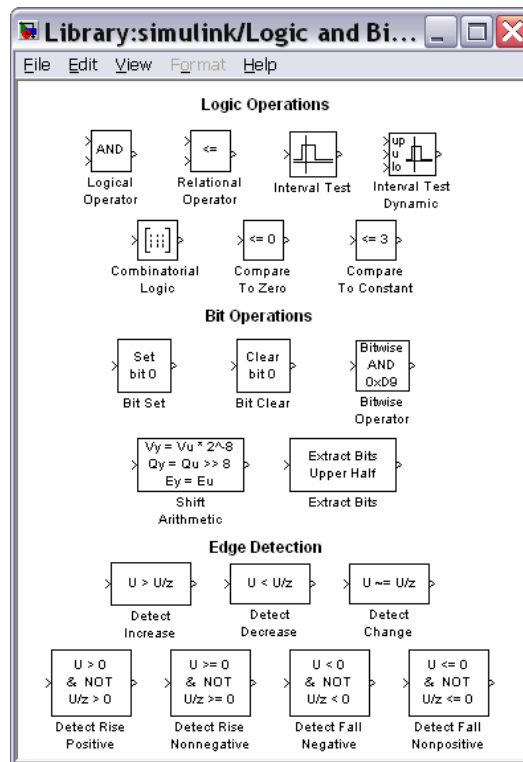 Library:simulink/Logic and Bi...
File Edit View Format Help
Logic Operations
AND
<=
up
u
lo
Logical
Operator
Relational
Operator
Interval Test
Interval Test
Dynamic
[⁝⁝⁝]
<= 0
<= 3
Combinatorial
Logic
Compare
To Zero
Compare
To Constant
Bit Operations
Set
bit 0
Clear
bit 0
Bitwise
AND
0xD9
Bit Set
Bit Clear
Bitwise
Operator
Vy = Vu * 2^-8
Qy = Qu >> 8
Ey = Eu
Extract Bits
Upper Half
Shift
Arithmetic
Extract Bits
Edge Detection
U > U/z
U < U/z
U ~= U/z
Detect
Increase
Detect
Decrease
Detect
Change
U > 0
& NOT
U/z > 0
U >= 0
& NOT
U/z >= 0
U < 0
& NOT
U/z < 0
U <= 0
& NOT
U/z <= 0
Detect Rise
Positive
Detect Rise
Nonnegative
Detect Fall
Negative
Detect Fall
Nonpositive